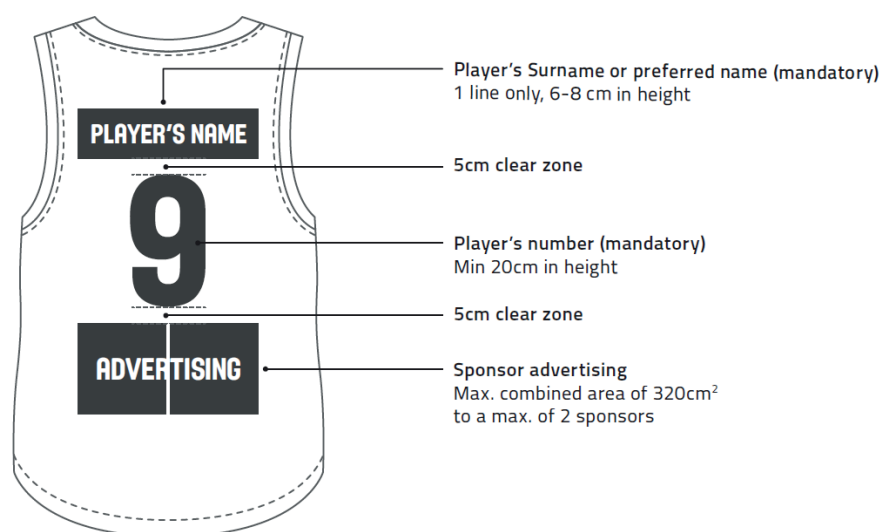 Player's Surname or preferred name (mandatory)
1 line only, 6-8 cm in height
PLAYER'S NAME
5cm clear zone
9
Player's number (mandatory)
Min 20cm in height
5cm clear zone
ADVERTISING
Sponsor advertising
Max. combined area of 320cm²
to a max. of 2 sponsors